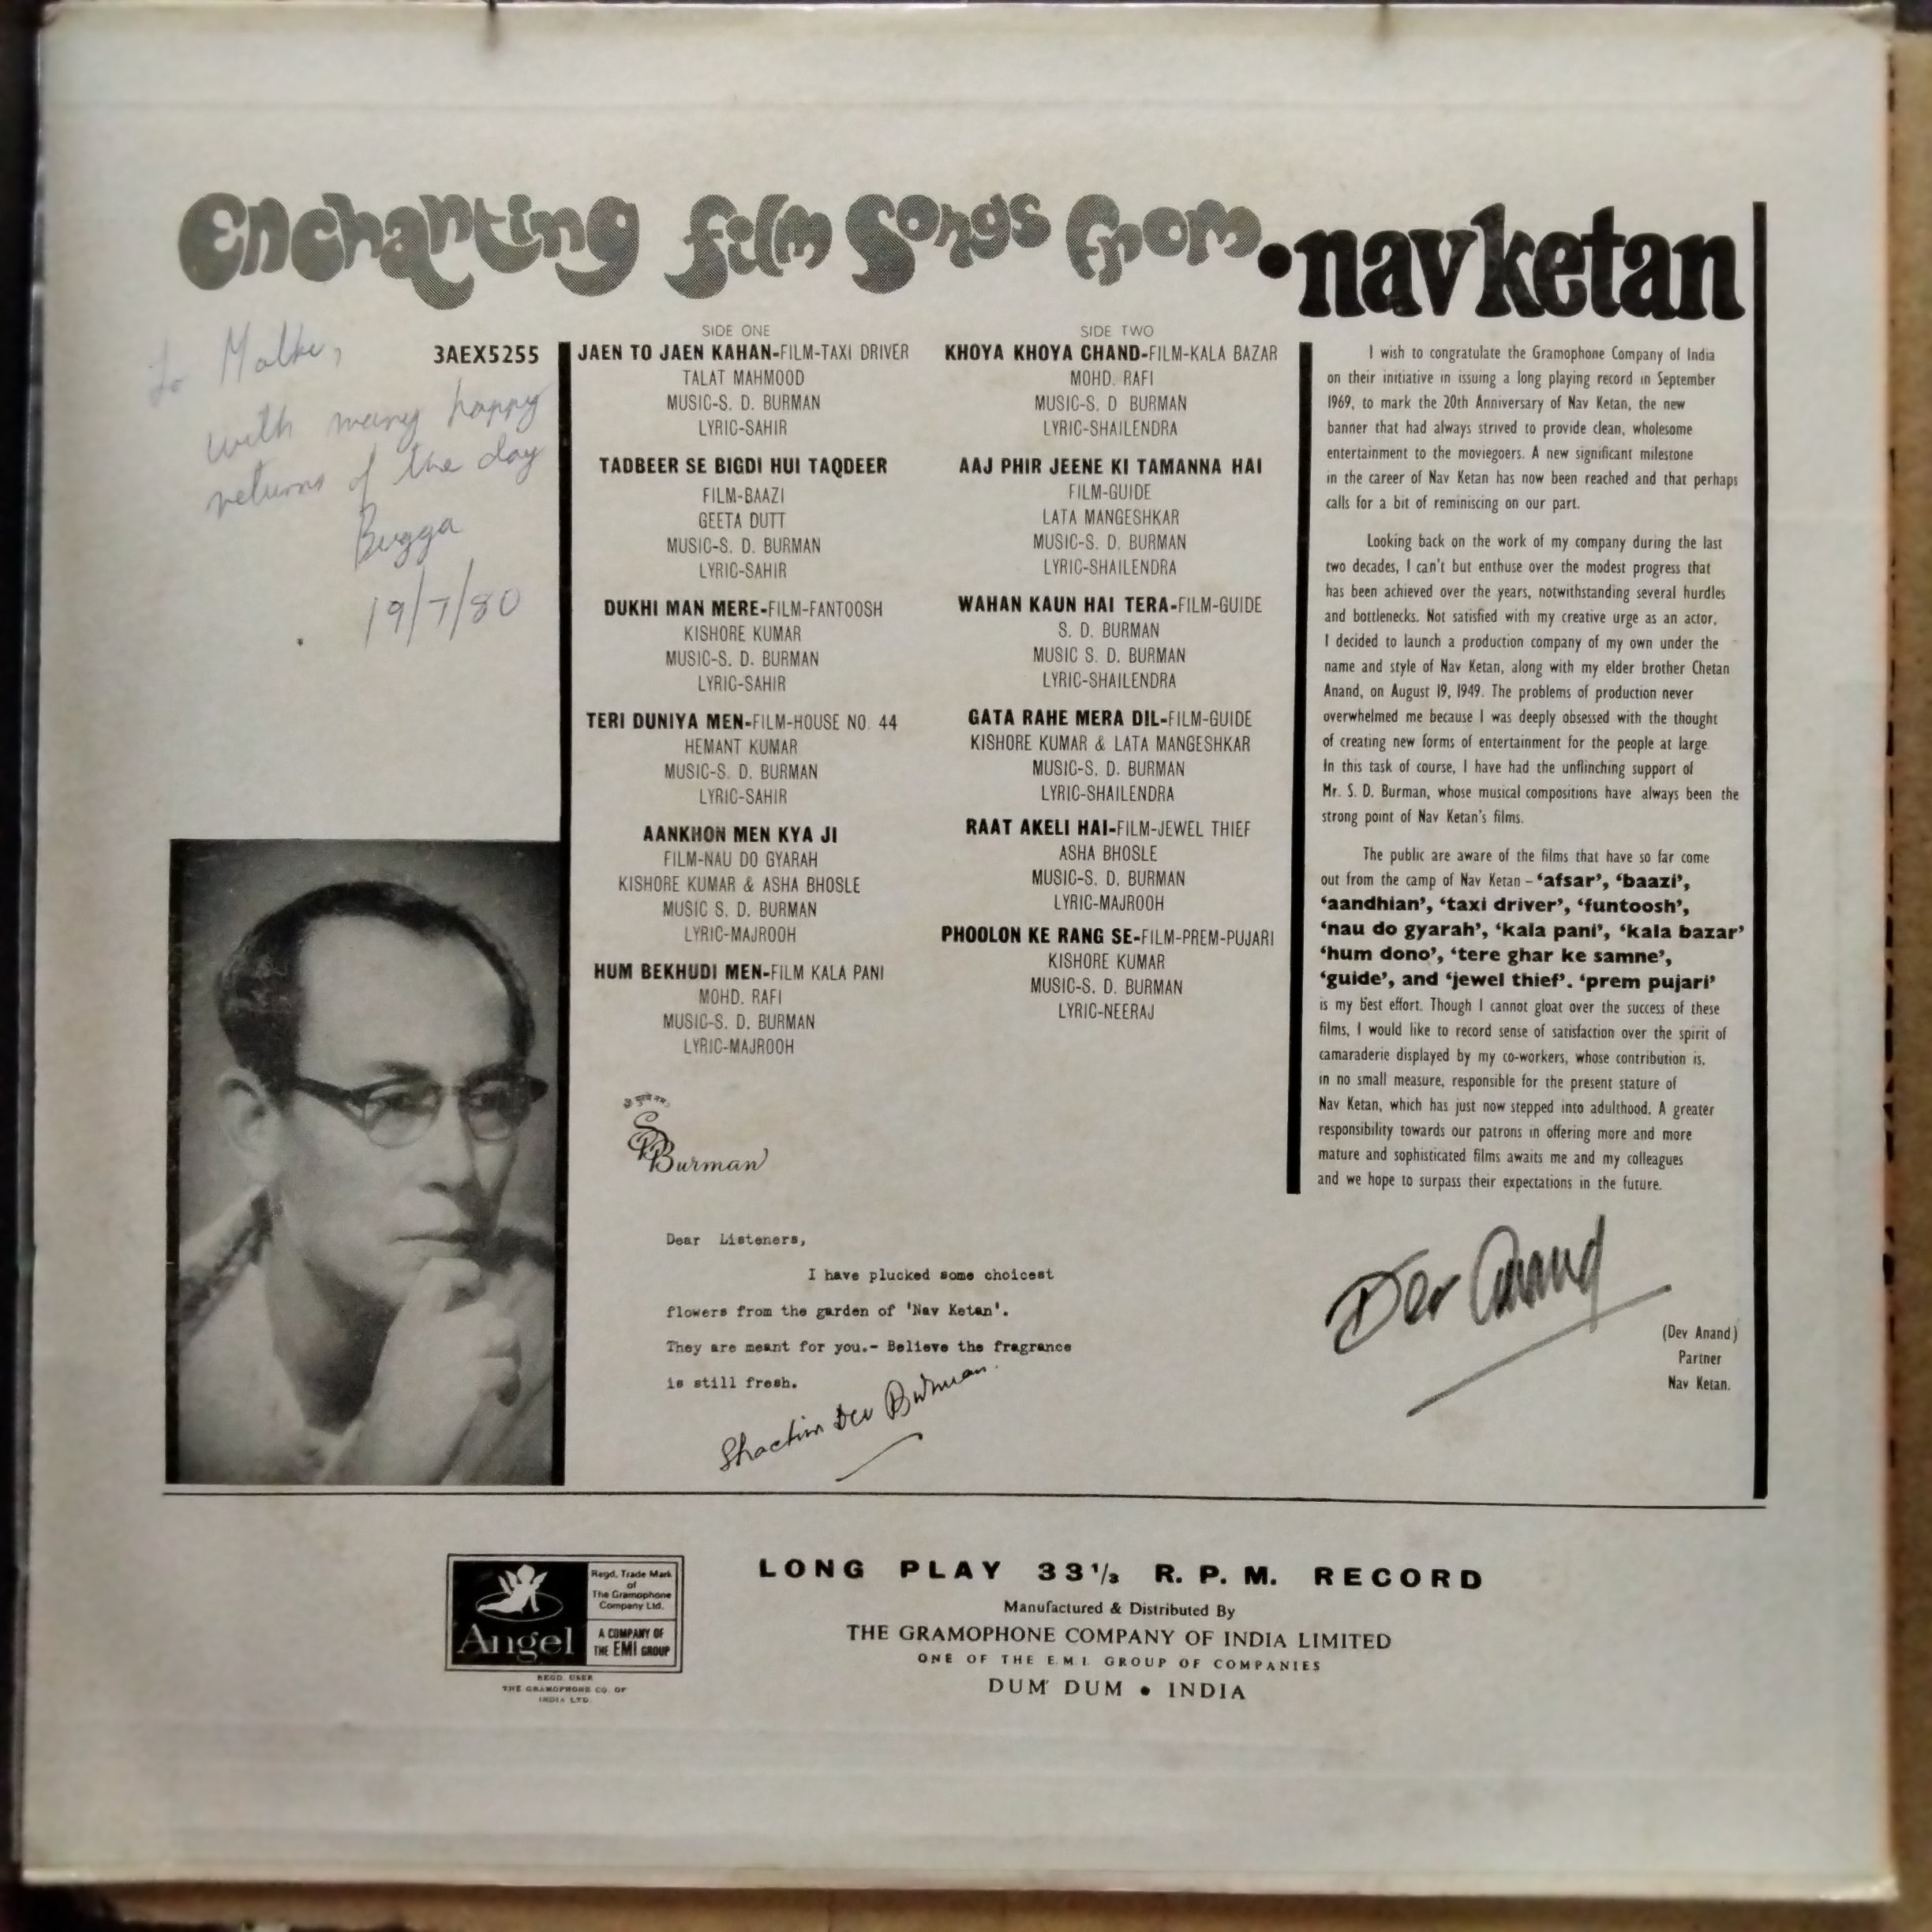 Enchanting film Songs from •navketan
to
with many happy
returns of the day
Bugga
19/7/80
3AEX5255
SIDE ONE
JAEN TO JAEN KAHAN-FILM-TAXI DRIVER
TALAT MAHMOOD
MUSIC-S. D. BURMAN
LYRIC-SAHIR
TADBEER SE BIGDI HUI TAQDEER
FILM-BAAZI
GEETA DUTT
MUSIC-S. D. BURMAN
LYRIC-SAHIR
DUKHI MAN MERE-FILM-FANTOOSH
KISHORE KUMAR
MUSIC-S. D. BURMAN
LYRIC-SAHIR
TERI DUNIYA MEN-FILM-HOUSE NO. 44
HEMANT KUMAR
MUSIC-S. D. BURMAN
LYRIC-SAHIR
AANKHON MEN KYA JI
FILM-NAU DO GYARAH
KISHORE KUMAR & ASHA BHOSLE
MUSIC S. D. BURMAN
LYRIC-MAJROOH
HUM BEKHUDI MEN-FILM KALA PANI
MOHD. RAFI
MUSIC-S. D. BURMAN
LYRIC-MAJROOH
SIDE TWO
KHOYA KHOYA CHAND-FILM-KALA BAZAR
MOHD. RAFI
MUSIC-S. D BURMAN
LYRIC-SHAILENDRA
AAJ PHIR JEENE KI TAMANNA HAI
FILM-GUIDE
LATA MANGESHKAR
MUSIC-S. D. BURMAN
LYRIC-SHAILENDRA
WAHAN KAUN HAI TERA-FILM-GUIDE
S. D. BURMAN
MUSIC S. D. BURMAN
LYRIC-SHAILENDRA
GATA RAHE MERA DIL-FILM-GUIDE
KISHORE KUMAR & LATA MANGESHKAR
MUSIC-S. D. BURMAN
LYRIC-SHAILENDRA
RAAT AKELI HAI-FILM-JEWEL THIEF
ASHA BHOSLE
MUSIC-S. D. BURMAN
LYRIC-MAJROOH
PHOOLON KE RANG SE-FILM-PREM-PUJARI
KISHORE KUMAR
MUSIC-S. D. BURMAN
LYRIC-NEERAJ
SD Burman
Dear Listeners,
I have plucked some choicest
flowers from the garden of 'Nav Ketan'.
They are meant for you.- Believe the fragrance
is still fresh.
Shachin Dev Burman.
I wish to congratulate the Gramophone Company of India
on their initiative in issuing a long playing record in September
1969, to mark the 20th Anniversary of Nav Ketan, the new
banner that had always strived to provide clean, wholesome
entertainment to the moviegoers. A new significant milestone
in the career of Nav Ketan has now been reached and that perhaps
calls for a bit of reminiscing on our part.
Looking back on the work of my company during the last
two decades, I can't but enthuse over the modest progress that
has been achieved over the years, notwithstanding several hurdles
and bottlenecks. Not satisfied with my creative urge as an actor,
I decided to launch a production company of my own under the
name and style of Nav Ketan, along with my elder brother Chetan
Anand, on August 19, 1949. The problems of production never
overwhelmed me because I was deeply obsessed with the thought
of creating new forms of entertainment for the people at large.
In this task of course, I have had the unflinching support of
Mr. S. D. Burman, whose musical compositions have always been the
strong point of Nav Ketan's films.
The public are aware of the films that have so far come
out from the camp of Nav Ketan – 'afsar', 'baazi',
'aandhian', 'taxi driver', 'funtoosh',
'nau do gyarah', 'kala pani', 'kala bazar'
'hum dono', 'tere ghar ke samne',
'guide', and 'jewel thief'. 'prem pujari'
is my best effort. Though I cannot gloat over the success of these
films, I would like to record sense of satisfaction over the spirit of
camaraderie displayed by my co-workers, whose contribution is,
in no small measure, responsible for the present stature of
Nav Ketan, which has just now stepped into adulthood. A greater
responsibility towards our patrons in offering more and more
mature and sophisticated films awaits me and my colleagues
and we hope to surpass their expectations in the future.
Dev Anand
(Dev Anand)
Partner
Nav Ketan.
Angel
Regd. Trade Mark
of
The Gramophone
Company Ltd.
A COMPANY OF
THE EMI GROUP
REGD. USER
THE GRAMOPHONE CO. OF
INDIA LTD.
LONG PLAY 33 1/3 R. P. M. RECORD
Manufactured & Distributed By
THE GRAMOPHONE COMPANY OF INDIA LIMITED
ONE OF THE E.M.I. GROUP OF COMPANIES
DUM DUM • INDIA